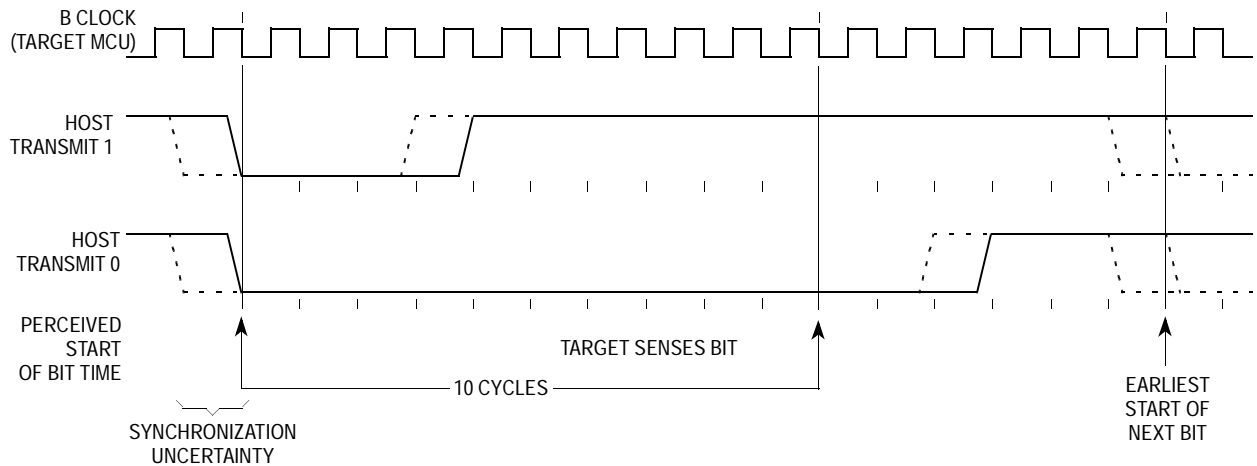 B CLOCK
(TARGET MCU)
HOST
TRANSMIT 1
HOST
TRANSMIT 0
PERCEIVED
START
OF BIT TIME
TARGET SENSES BIT
10 CYCLES
SYNCHRONIZATION
UNCERTAINTY
EARLIEST
START OF
NEXT BIT